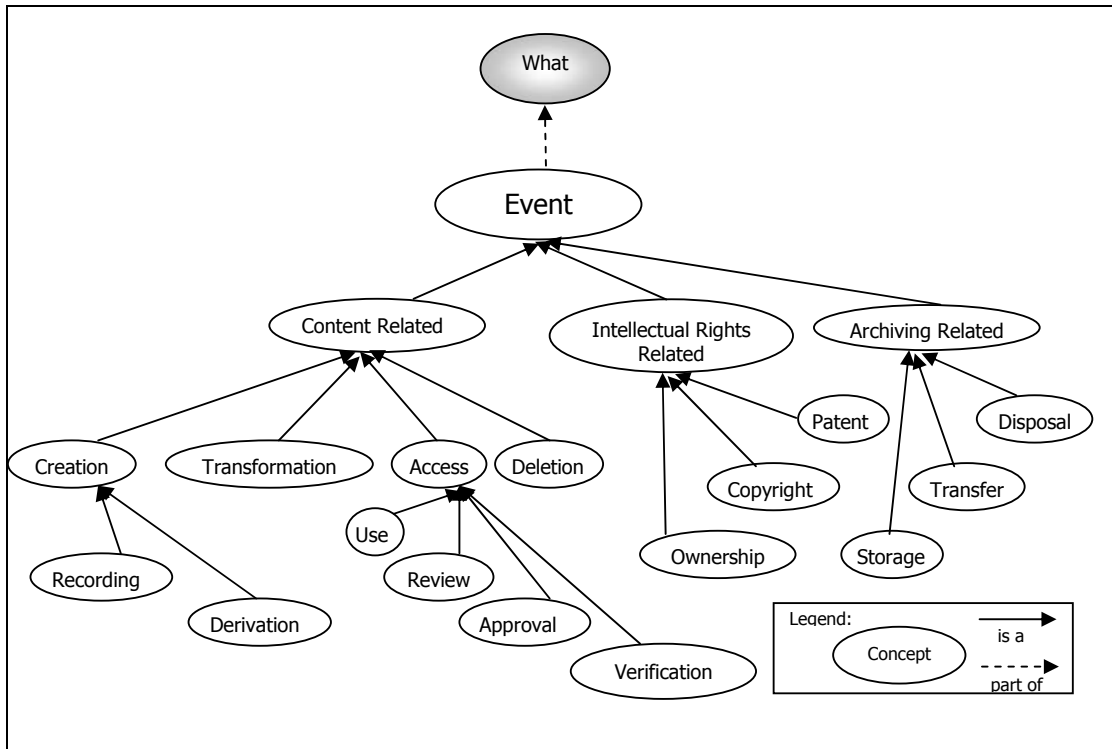 What
Event
Content Related
Intellectual Rights
Related
Archiving Related
Patent
Disposal
Creation
Transformation
Access
Deletion
Copyright
Transfer
Use
Ownership
Storage
Recording
Review
Derivation
Approval
Verification
Legend:
is a
Concept
part of